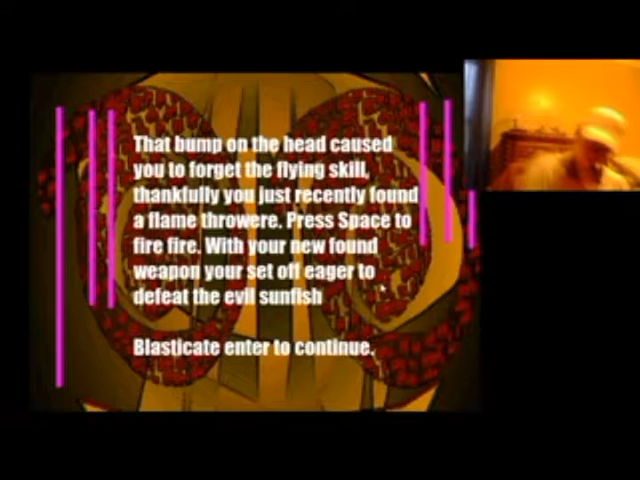 That bump on the head caused
you to forget the flying skill,
thankfully you just recently found
a flame throwere. Press Space to
fire fire. With your new found
weapon your set off eager to
defeat the evil sunfish
Blasticate enter to continue.